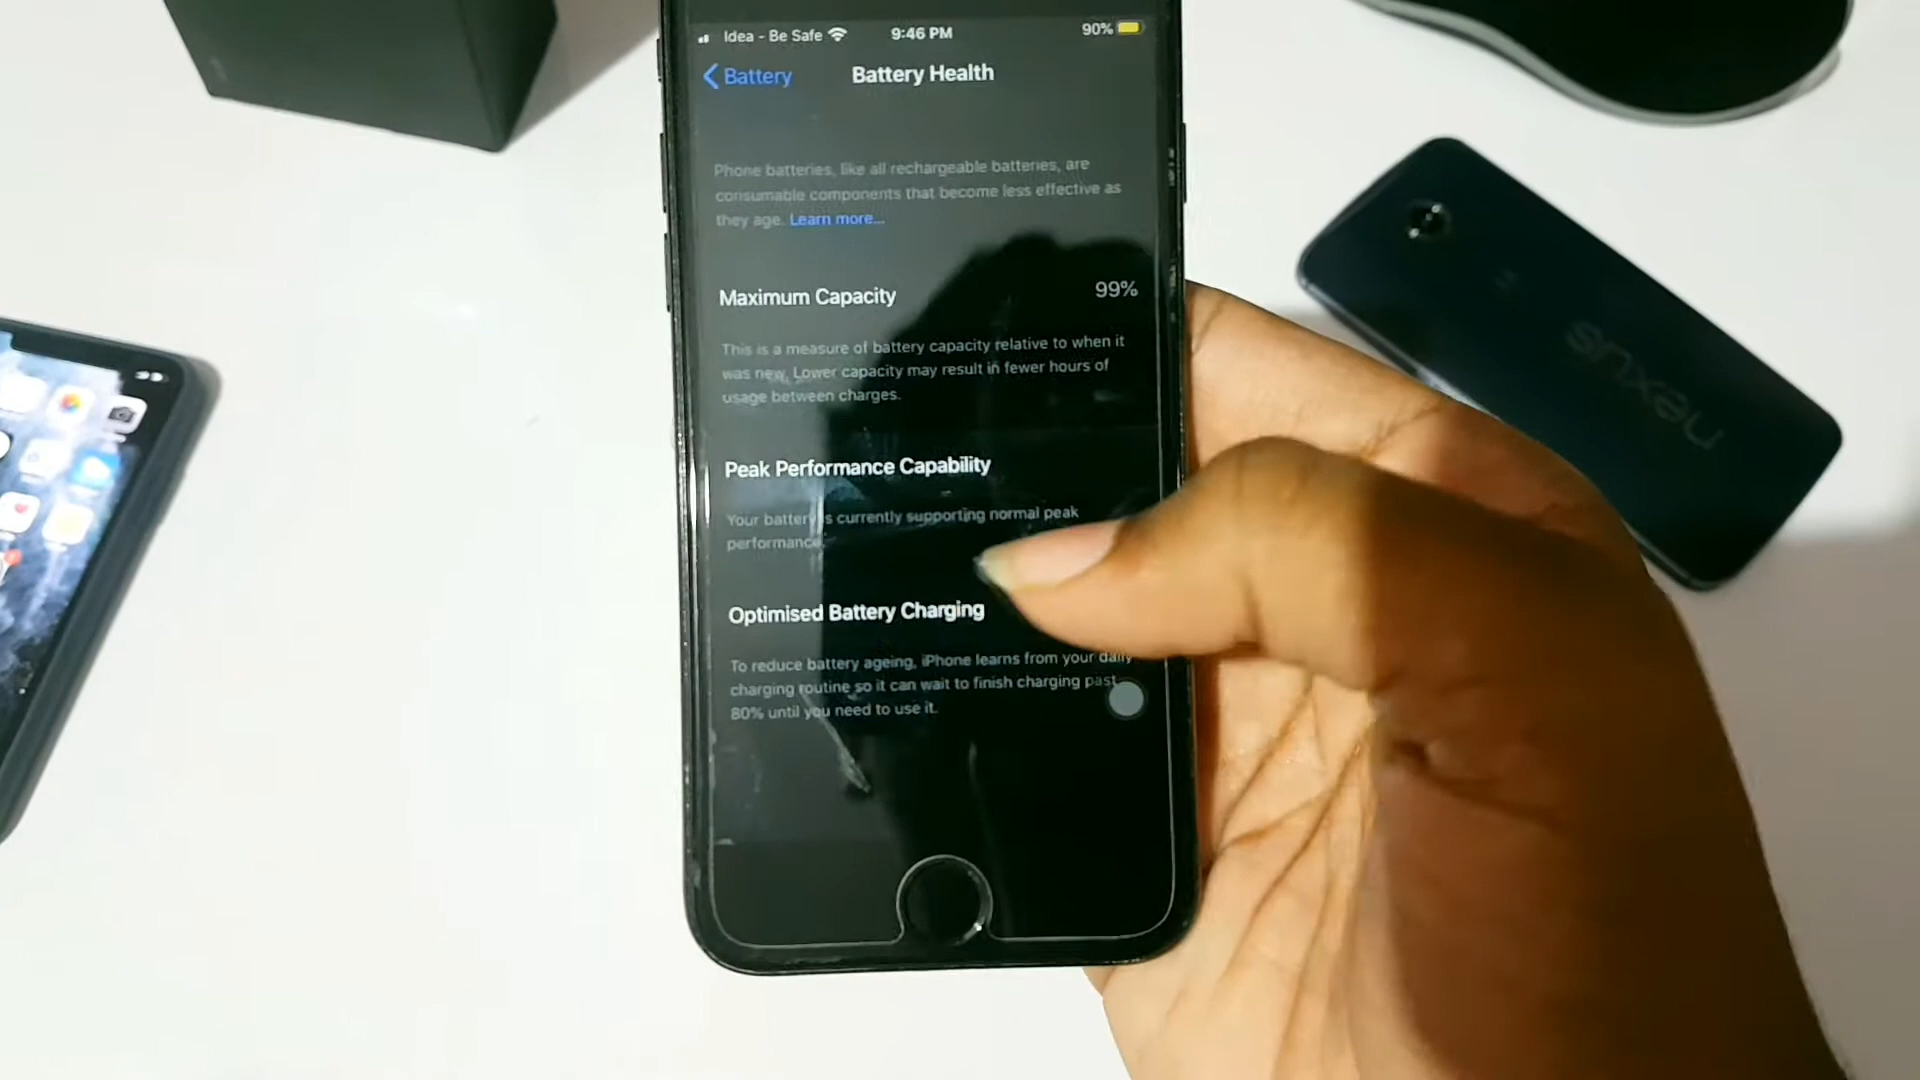 Idea - Be Safe 9:46 PM 90%
Battery Battery Health
Phone batteries, like all rechargeable batteries, are
consumable components that become less effective as
they age. Learn more...
Maximum Capacity 99%
This is a measure of battery capacity relative to when it
was new. Lower capacity may result in fewer hours of
usage between charges.
Peak Performance Capability
Your battery is currently supporting normal peak
performance.
Optimised Battery Charging
To reduce battery ageing, iPhone learns from your daily
charging routine so it can wait to finish charging past
80% until you need to use it.
nexus